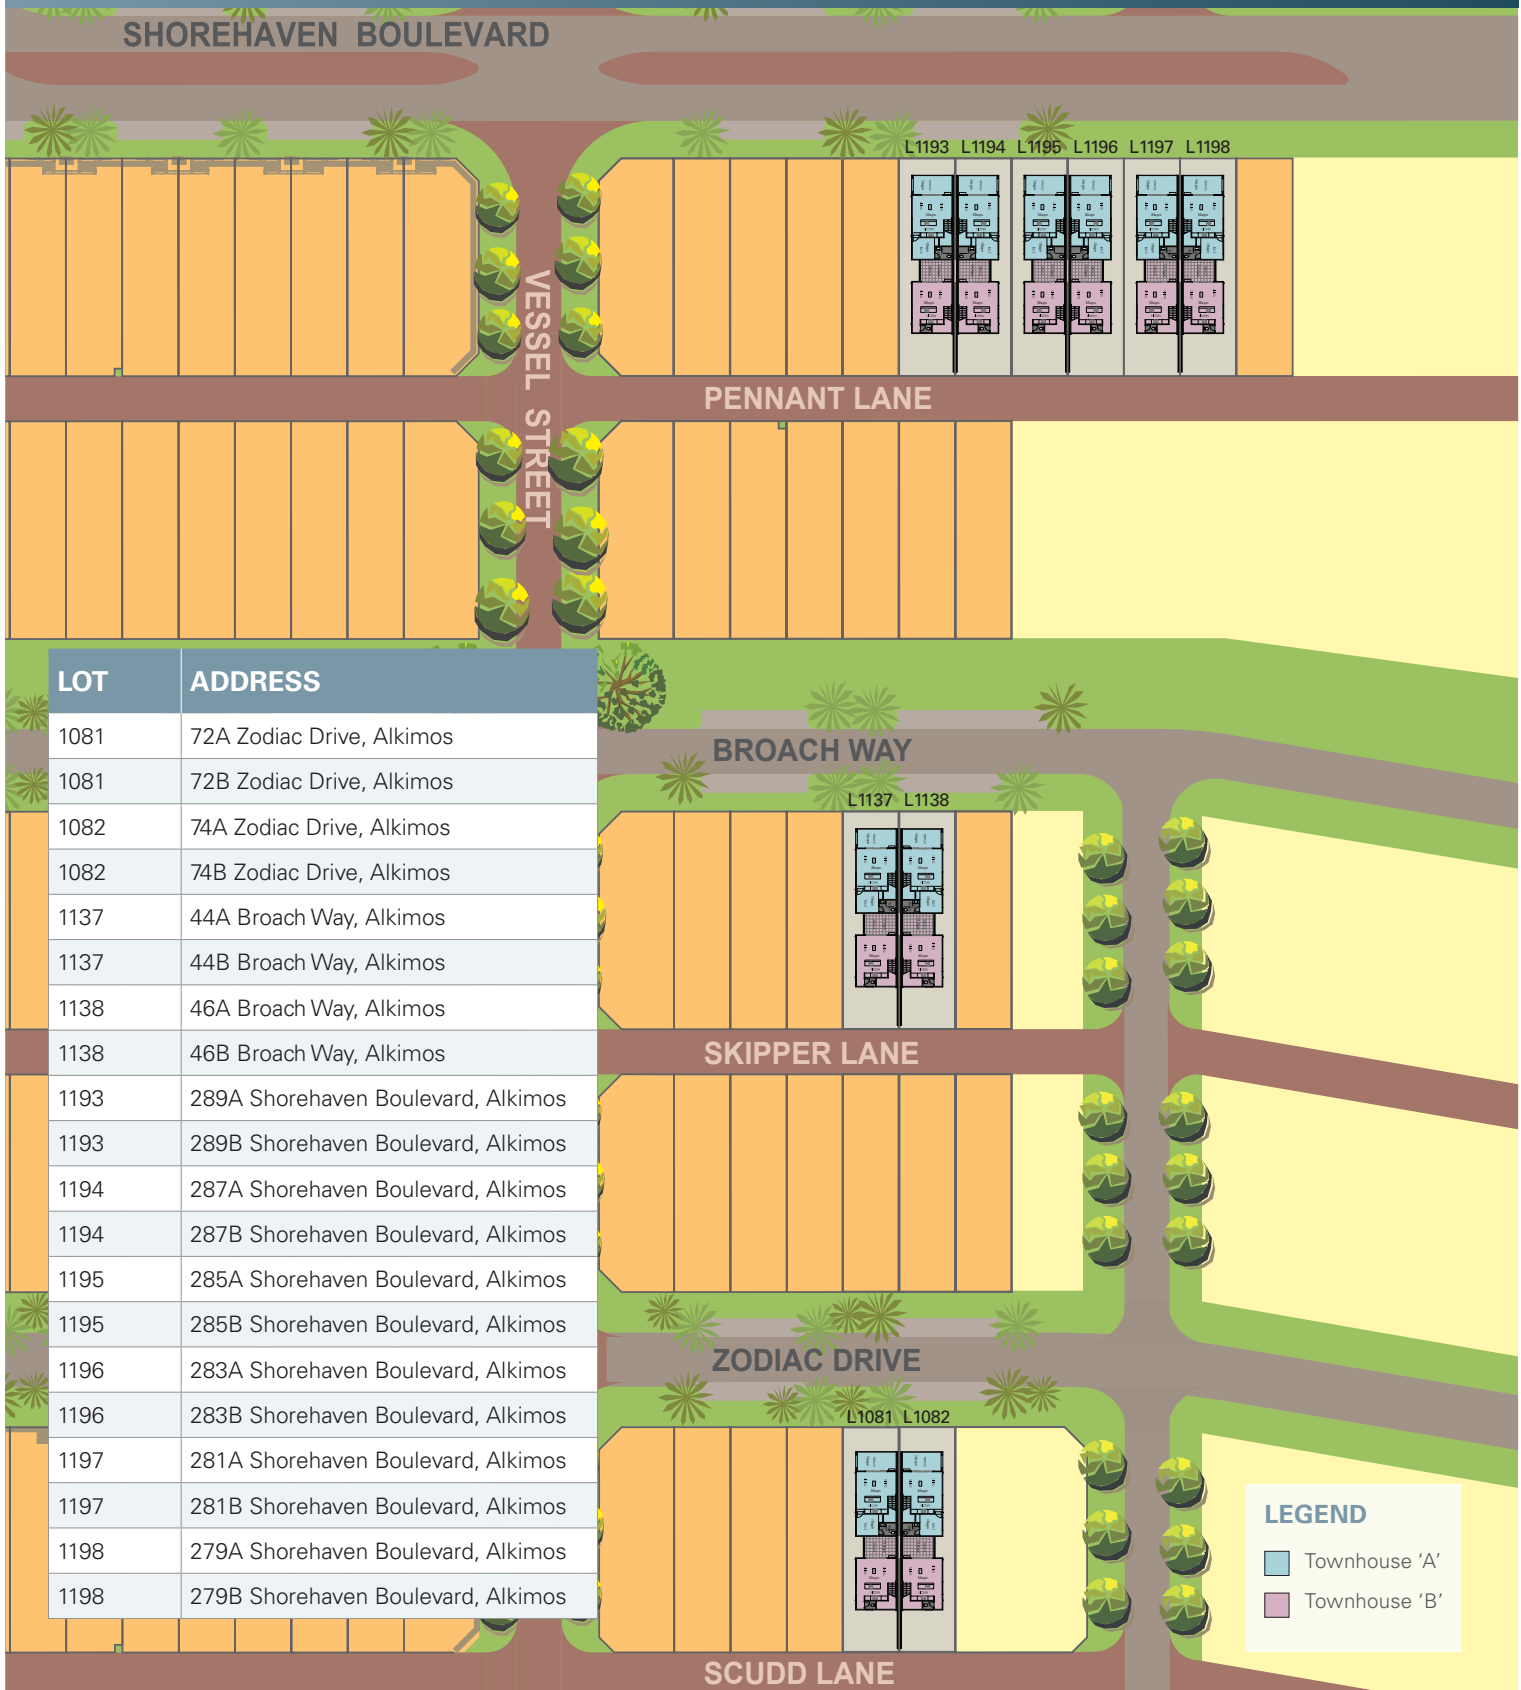 SHOREHAVEN BOULEVARD
L1193 L1194 L1195 L1196 L1197 L1198
VESSEL STREET
PENNANT LANE
LOT ADDRESS
1081 72A Zodiac Drive, Alkimos
1081 72B Zodiac Drive, Alkimos
1082 74A Zodiac Drive, Alkimos
1082 74B Zodiac Drive, Alkimos
1137 44A Broach Way, Alkimos
1137 44B Broach Way, Alkimos
1138 46A Broach Way, Alkimos
1138 46B Broach Way, Alkimos
1193 289A Shorehaven Boulevard, Alkimos
1193 289B Shorehaven Boulevard, Alkimos
1194 287A Shorehaven Boulevard, Alkimos
1194 287B Shorehaven Boulevard, Alkimos
1195 285A Shorehaven Boulevard, Alkimos
1195 285B Shorehaven Boulevard, Alkimos
1196 283A Shorehaven Boulevard, Alkimos
1196 283B Shorehaven Boulevard, Alkimos
1197 281A Shorehaven Boulevard, Alkimos
1197 281B Shorehaven Boulevard, Alkimos
1198 279A Shorehaven Boulevard, Alkimos
1198 279B Shorehaven Boulevard, Alkimos
BROACH WAY
L1137 L1138
SKIPPER LANE
ZODIAC DRIVE
L1081 L1082
SCUDD LANE
LEGEND
Townhouse ‘A’
Townhouse ‘B’